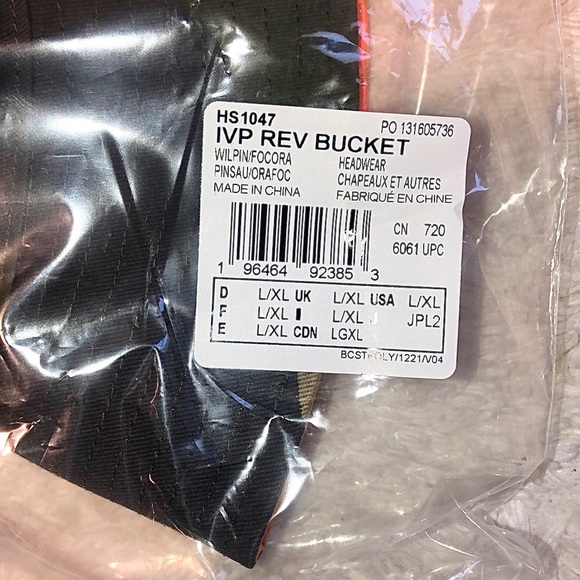 HS1047 PO 131605736
IVP REV BUCKET
WILPIN/FOCORA HEADWEAR
PINSAU/ORAFOC CHAPEAUX ET AUTRES
MADE IN CHINA FABRIQUÉ EN CHINE
CN 720
6061 UPC
1 96464 92385 3
D L/XL UK L/XL USA L/XL
F L/XL I L/XL J JPL2
E L/XL CDN LGXL
/1221/V04